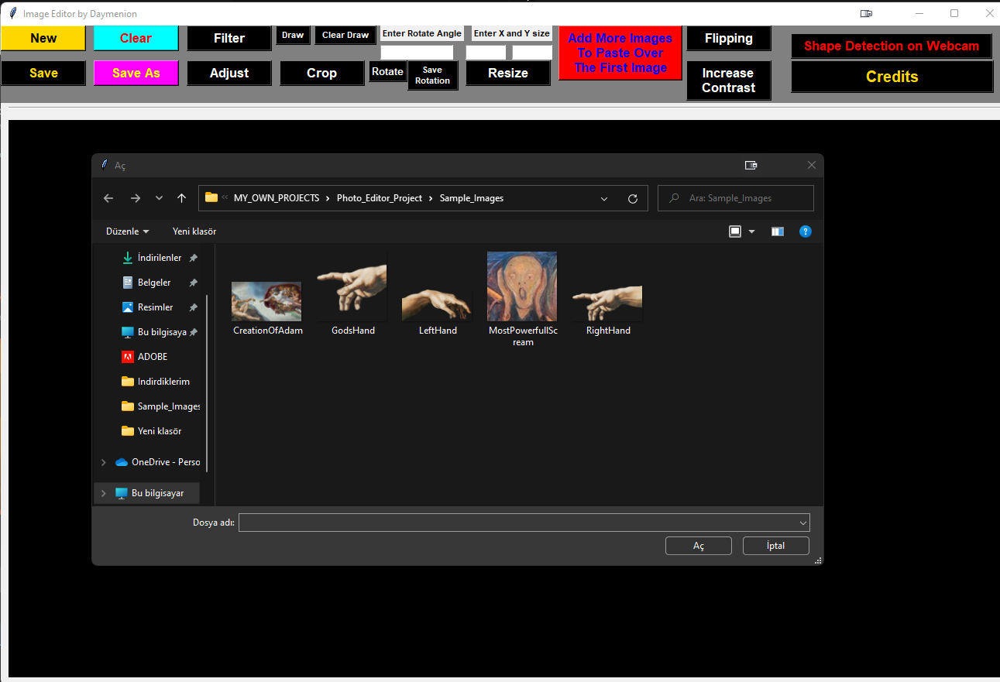 Image Editor by Daymenion
New
Clear
Filter
Draw
Clear Draw
Enter Rotate Angle
Enter X and Y size
Add More Images
To Paste Over
The First Image
Flipping
Shape Detection on Webcam
Save
Save As
Adjust
Crop
Rotate
Save
Rotation
Resize
Increase
Contrast
Credits
Aç
MY_OWN_PROJECTS › Photo_Editor_Project › Sample_Images
Ara: Sample_Images
Düzenle
Yeni klasör
İndirilenler
Belgeler
Resimler
Bu bilgisaya
ADOBE
Indirdiklerim
Sample_Images
Yeni klasör
OneDrive - Perso
Bu bilgisayar
CreationOfAdam
GodsHand
LeftHand
MostPowerfullSc
ream
RightHand
Dosya adı:
Aç
İptal